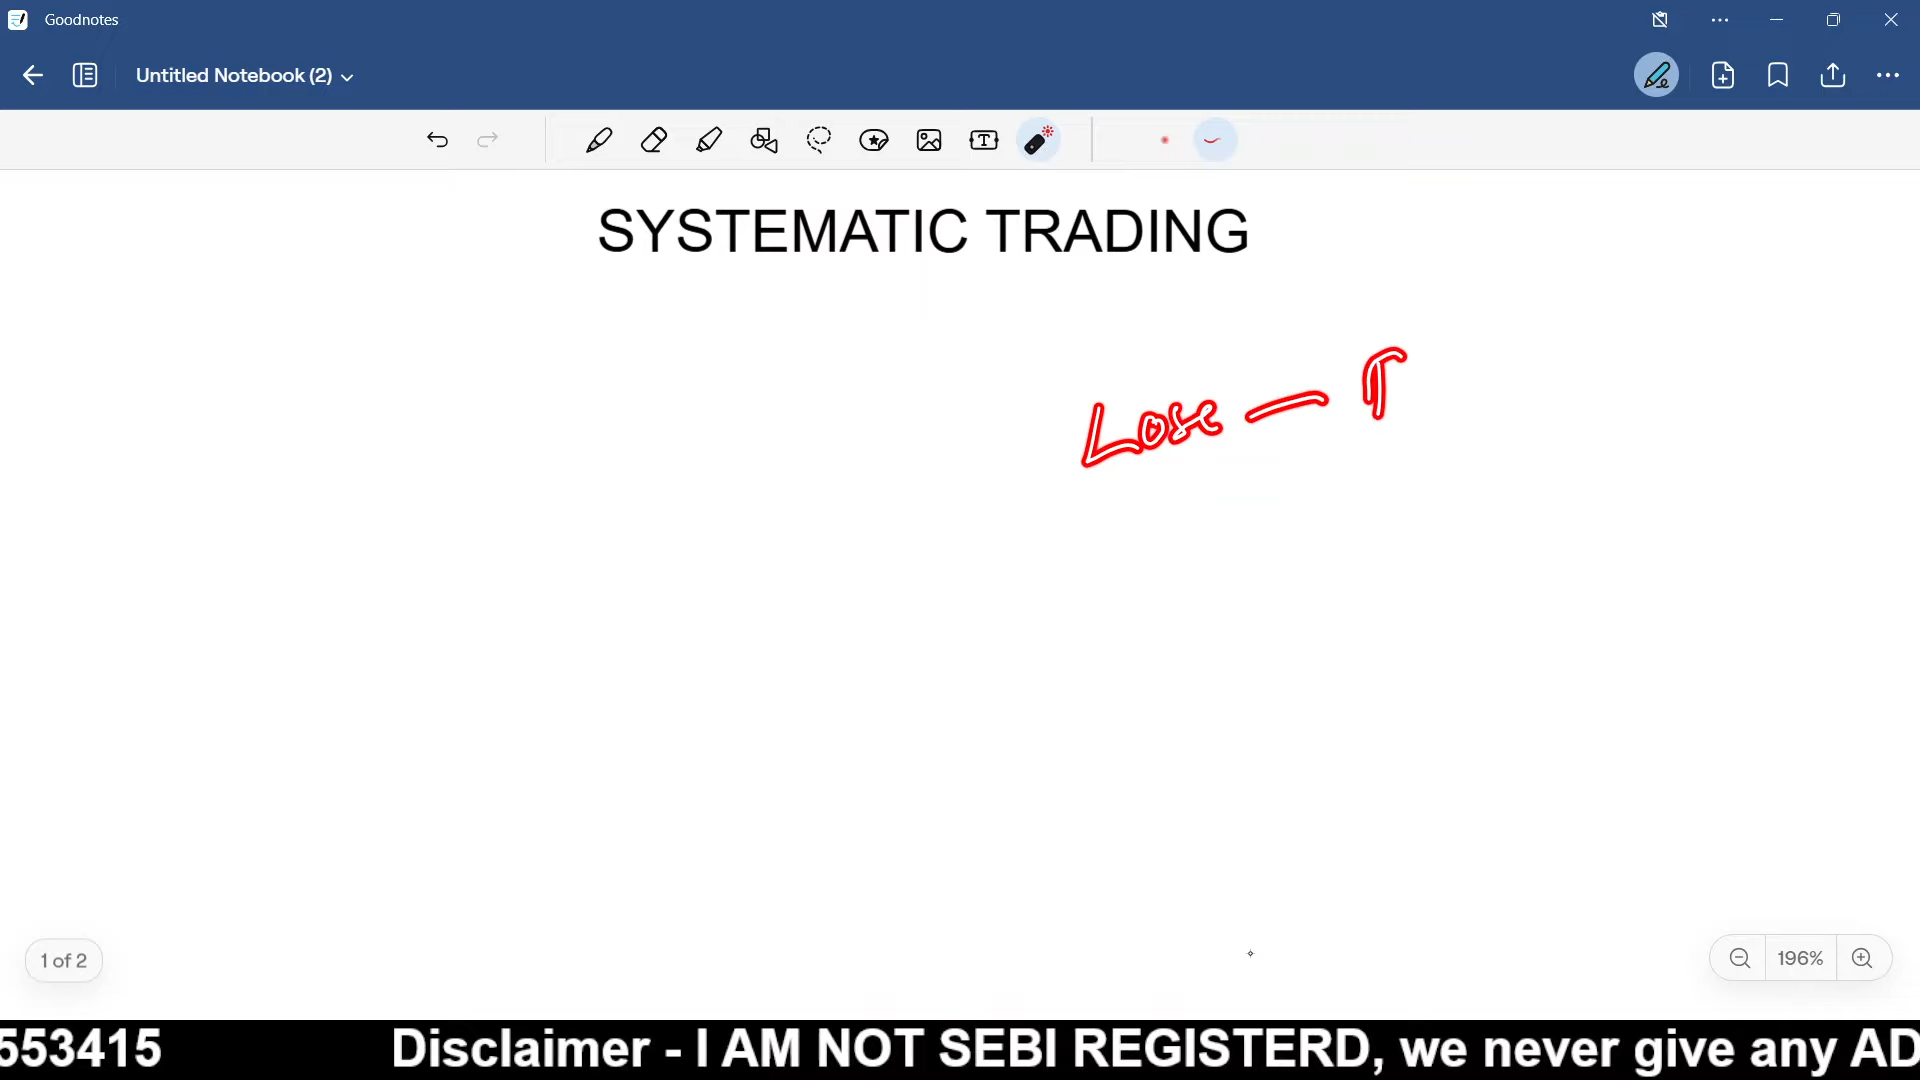 Goodnotes
Untitled Notebook (2)
SYSTEMATIC TRADING
Lose —
1 of 2
196%
553415 Disclaimer - I AM NOT SEBI REGISTERD, we never give any AD